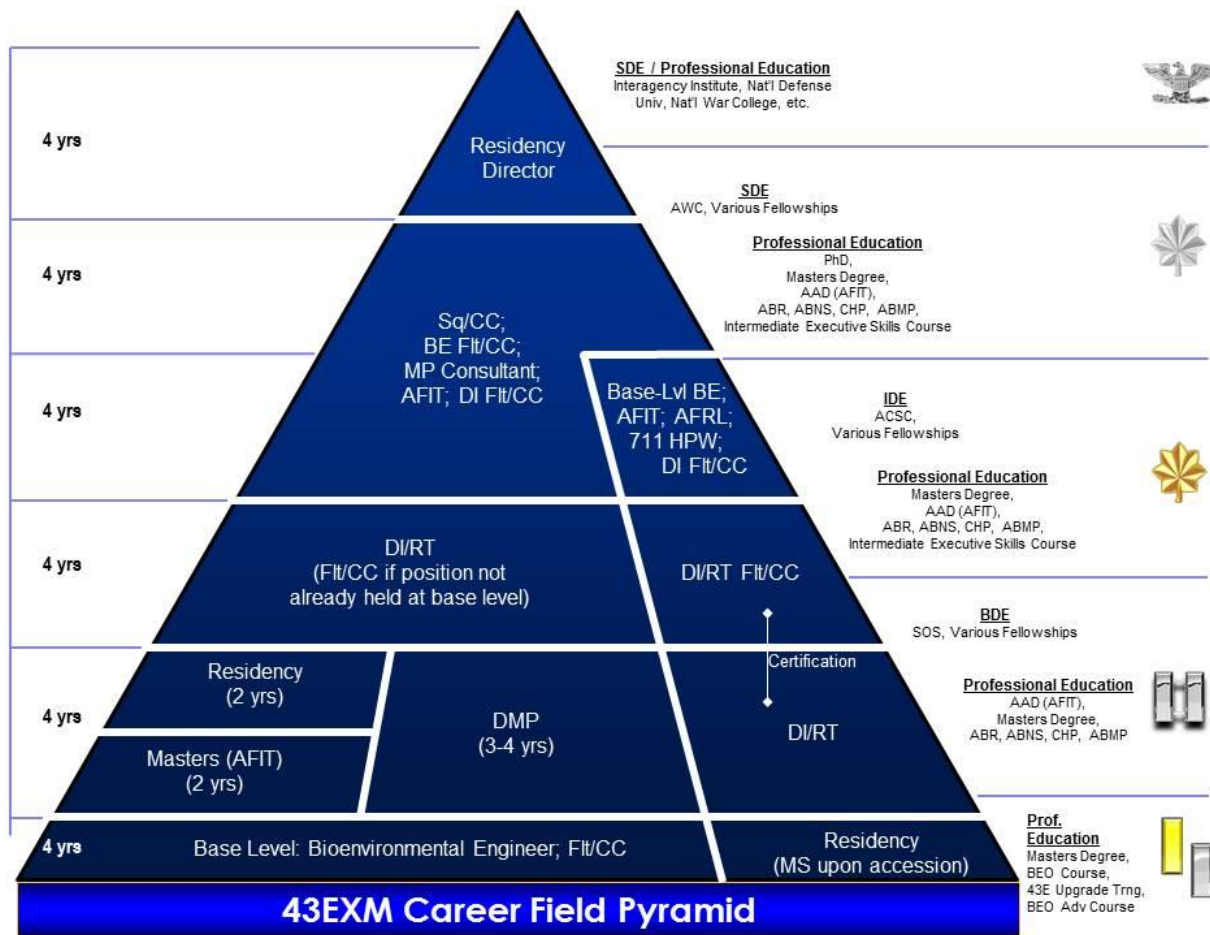 SDE / Professional Education
Interagency Institute, Nat'l Defense
Univ, Nat'l War College, etc.
4 yrs
Residency
Director
SDE
AWC, Various Fellowships
Professional Education
PhD,
Masters Degree,
AAD (AFIT),
ABR, ABNS, CHP, ABMP,
Intermediate Executive Skills Course
4 yrs
Sq/CC;
BE Flt/CC;
MP Consultant;
AFIT; DI Flt/CC
4 yrs
Base-Lvl BE;
AFIT; AFRL;
711 HPW;
DI Flt/CC
IDE
ACSC,
Various Fellowships
Professional Education
Masters Degree,
AAD (AFIT),
ABR, ABNS, CHP, ABMP,
Intermediate Executive Skills Course
4 yrs
DI/RT
(Flt/CC if position not
already held at base level)
DI/RT Flt/CC
BDE
SOS, Various Fellowships
Certification
4 yrs
Residency
(2 yrs)
Masters (AFIT)
(2 yrs)
DMP
(3-4 yrs)
DI/RT
Professional Education
AAD (AFIT),
Masters Degree,
ABR, ABNS, CHP, ABMP
4 yrs
Base Level: Bioenvironmental Engineer; Flt/CC
Residency
(MS upon accession)
Prof.
Education
Masters Degree,
BEO Course,
43E Upgrade Trng,
BEO Adv Course
43EXM Career Field Pyramid